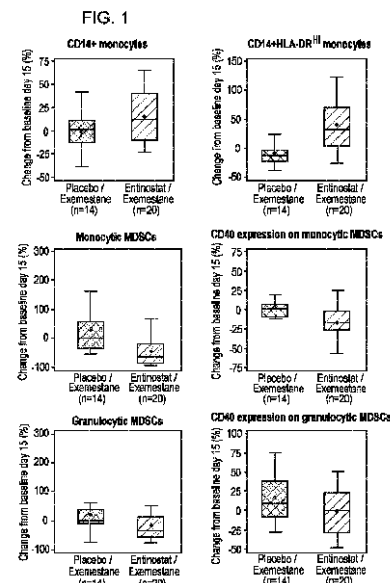 FIG. 1
CD14+ monocytes
Change from baseline day 15 (%)
75
50
25
0
-25
-50
Placebo / Exemestane (n=14)
Entinostat / Exemestane (n=20)
CD14+HLA-DRHI monocytes
Change from baseline day 15 (%)
150
100
50
0
-50
Placebo / Exemestane (n=14)
Entinostat / Exemestane (n=20)
Monocytic MDSCs
Change from baseline day 15 (%)
300
200
100
0
-100
Placebo / Exemestane (n=14)
Entinostat / Exemestane (n=20)
CD40 expression on monocytic MDSCs
Change from baseline day 15 (%)
75
50
25
0
-25
-50
-75
Placebo / Exemestane (n=14)
Entinostat / Exemestane (n=20)
Granulocytic MDSCs
Change from baseline day 15 (%)
300
200
100
0
-100
Placebo / Exemestane (n=14)
Entinostat / Exemestane (n=20)
CD40 expression on granulocytic MDSCs
Change from baseline day 15 (%)
100
75
50
25
0
-25
-50
Placebo / Exemestane (n=14)
Entinostat / Exemestane (n=20)